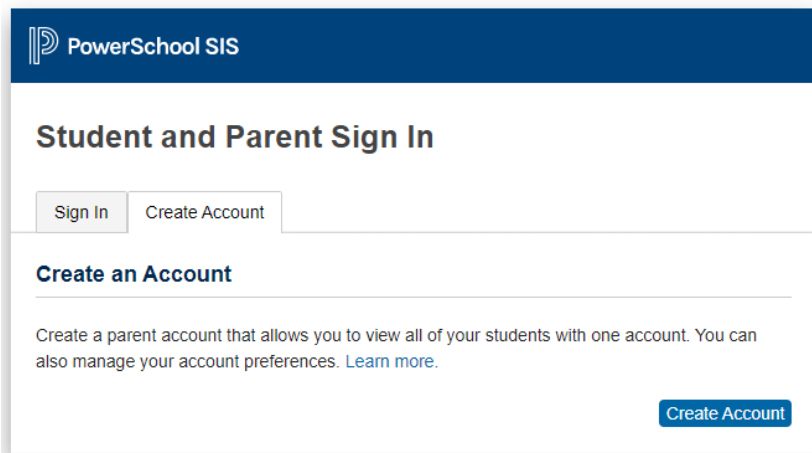 PowerSchool SIS
Student and Parent Sign In
Sign In
Create Account
Create an Account
Create a parent account that allows you to view all of your students with one account. You can
also manage your account preferences. Learn more.
Create Account